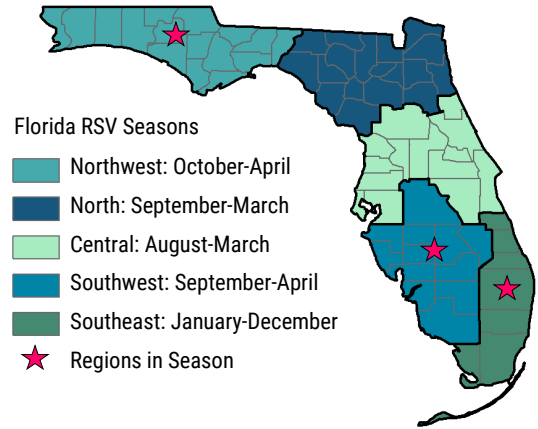 Florida RSV Seasons
Northwest: October-April
North: September-March
Central: August-March
Southwest: September-April
Southeast: January-December
Regions in Season